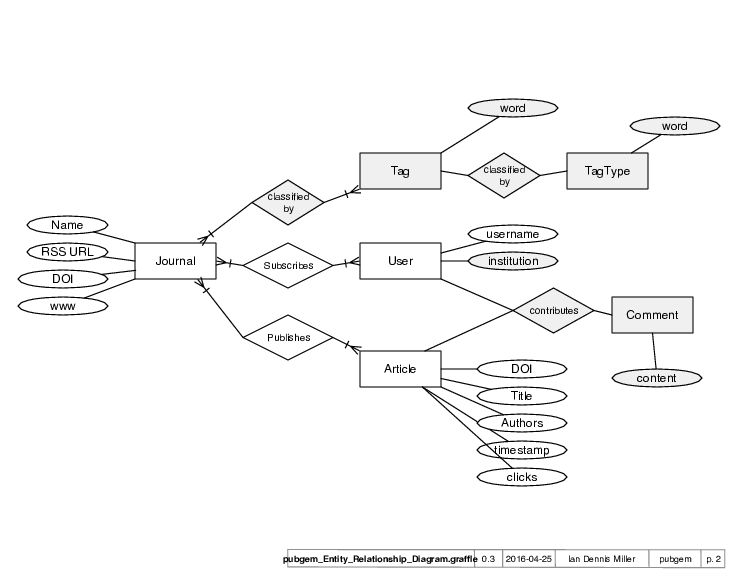 word
word
Tag
classified
by
TagType
classified
by
Name
username
RSS URL
Journal
Subscribes
User
institution
DOI
www
contributes
Comment
Publishes
Article
DOI
content
Title
Authors
timestamp
clicks
pubgem_Entity_Relationship_Diagram.graffle 0.3 2016-04-25 Ian Dennis Miller pubgem p. 2